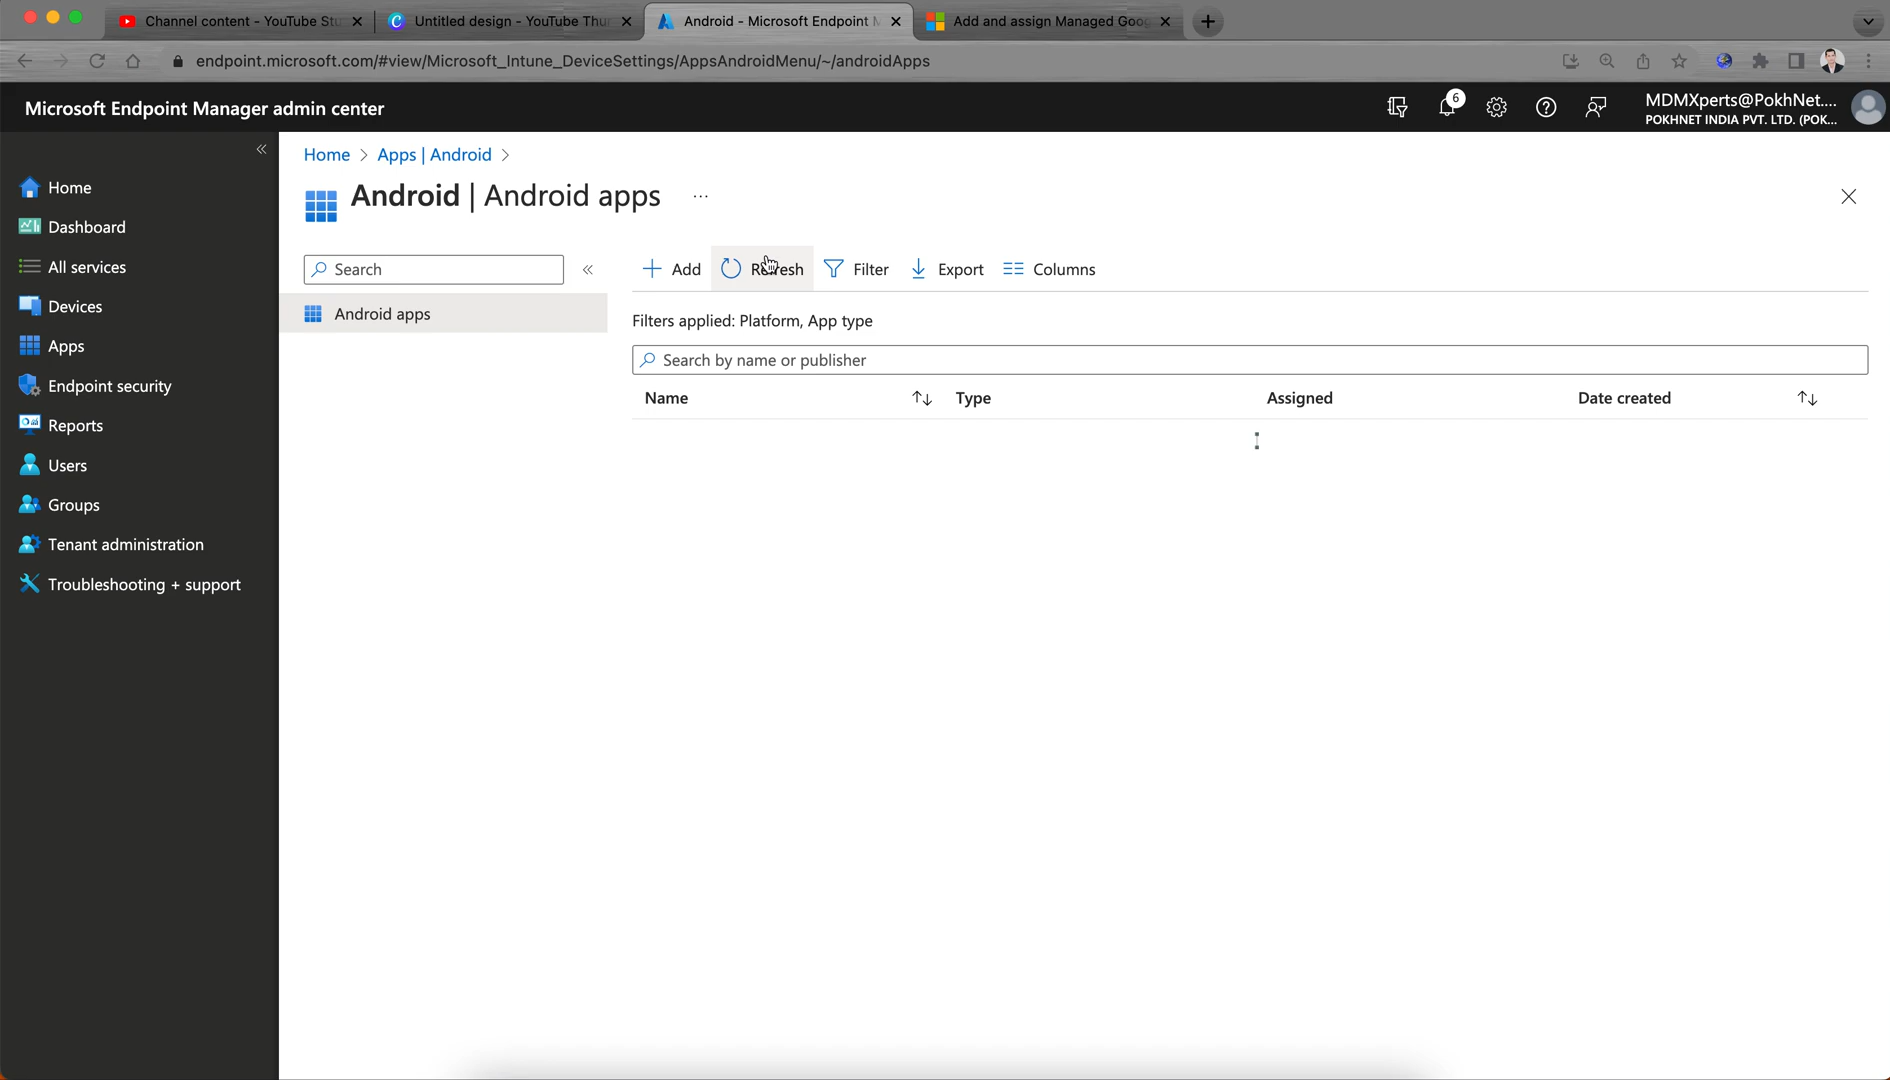 Channel content - YouTube Stu
Untitled design - YouTube Thu
Android - Microsoft Endpoint M
Add and assign Managed Goog
endpoint.microsoft.com/#view/Microsoft_Intune_DeviceSettings/AppsAndroidMenu/~/androidApps
Microsoft Endpoint Manager admin center
6
MDMXperts@PokhNet....
POKHNET INDIA PVT. LTD. (POK...
Home > Apps | Android >
Android | Android apps ...
Home
Dashboard
All services
Devices
Apps
Endpoint security
Reports
Users
Groups
Tenant administration
Troubleshooting + support
Search
Android apps
Add Refresh Filter Export Columns
Filters applied: Platform, App type
Search by name or publisher
Name Type Assigned Date created